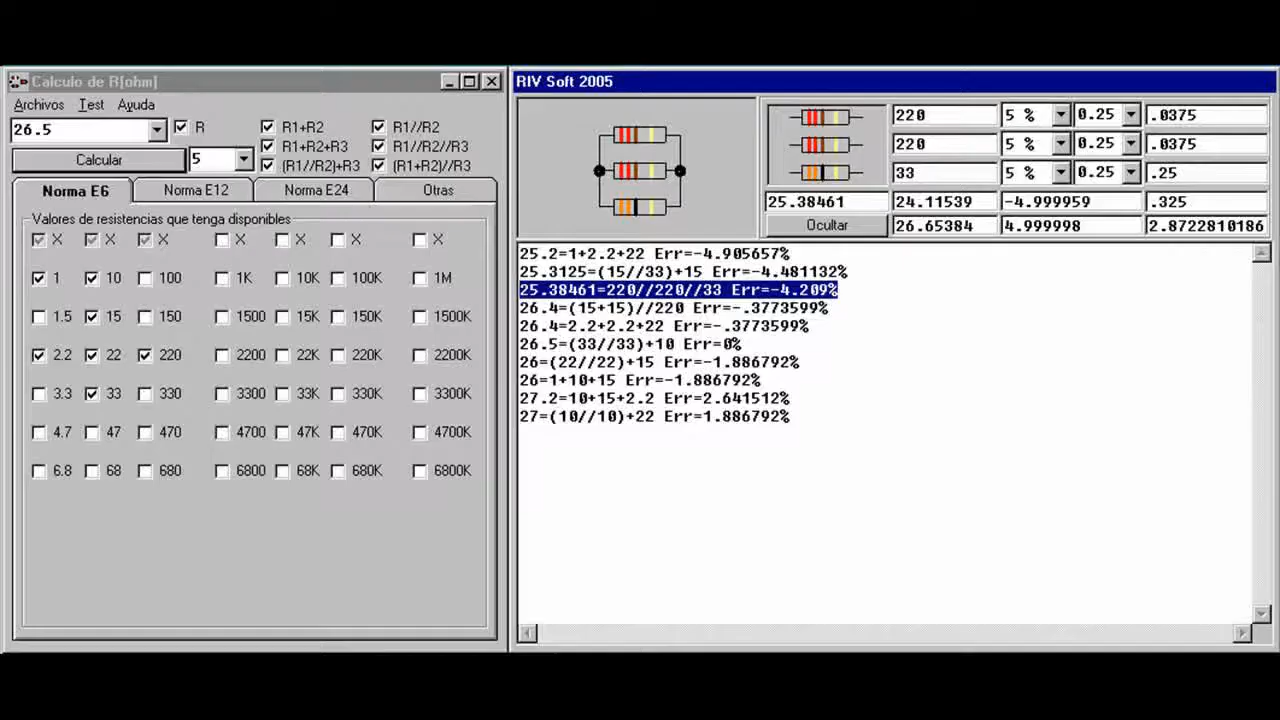 Calculo de R[ohm]
Archivos Test Ayuda
26.5 R R1+R2 R1//R2
R1+R2+R3 R1//R2//R3
Calcular 5 (R1//R2)+R3 (R1+R2)//R3
Norma E6 Norma E12 Norma E24 Otras
Valores de resistencias que tenga disponibles
X X X X X X X
1 10 100 1K 10K 100K 1M
1.5 15 150 1500 15K 150K 1500K
2.2 22 220 2200 22K 220K 2200K
3.3 33 330 3300 33K 330K 3300K
4.7 47 470 4700 47K 470K 4700K
6.8 68 680 6800 68K 680K 6800K
RIV Soft 2005
220 5 % 0.25 .0375
220 5 % 0.25 .0375
33 5 % 0.25 .25
25.38461 24.11539 -4.999959 .325
Ocultar 26.65384 4.999998 2.8722810186
25.2=1+2.2+22 Err=-4.905657%
25.3125=(15//33)+15 Err=-4.481132%
25.38461=220//220//33 Err=-4.209%
26.4=(15+15)//220 Err=-.3773599%
26.4=2.2+2.2+22 Err=-.3773599%
26.5=(33//33)+10 Err=0%
26=(22//22)+15 Err=-1.886792%
26=1+10+15 Err=-1.886792%
27.2=10+15+2.2 Err=2.641512%
27=(10//10)+22 Err=1.886792%